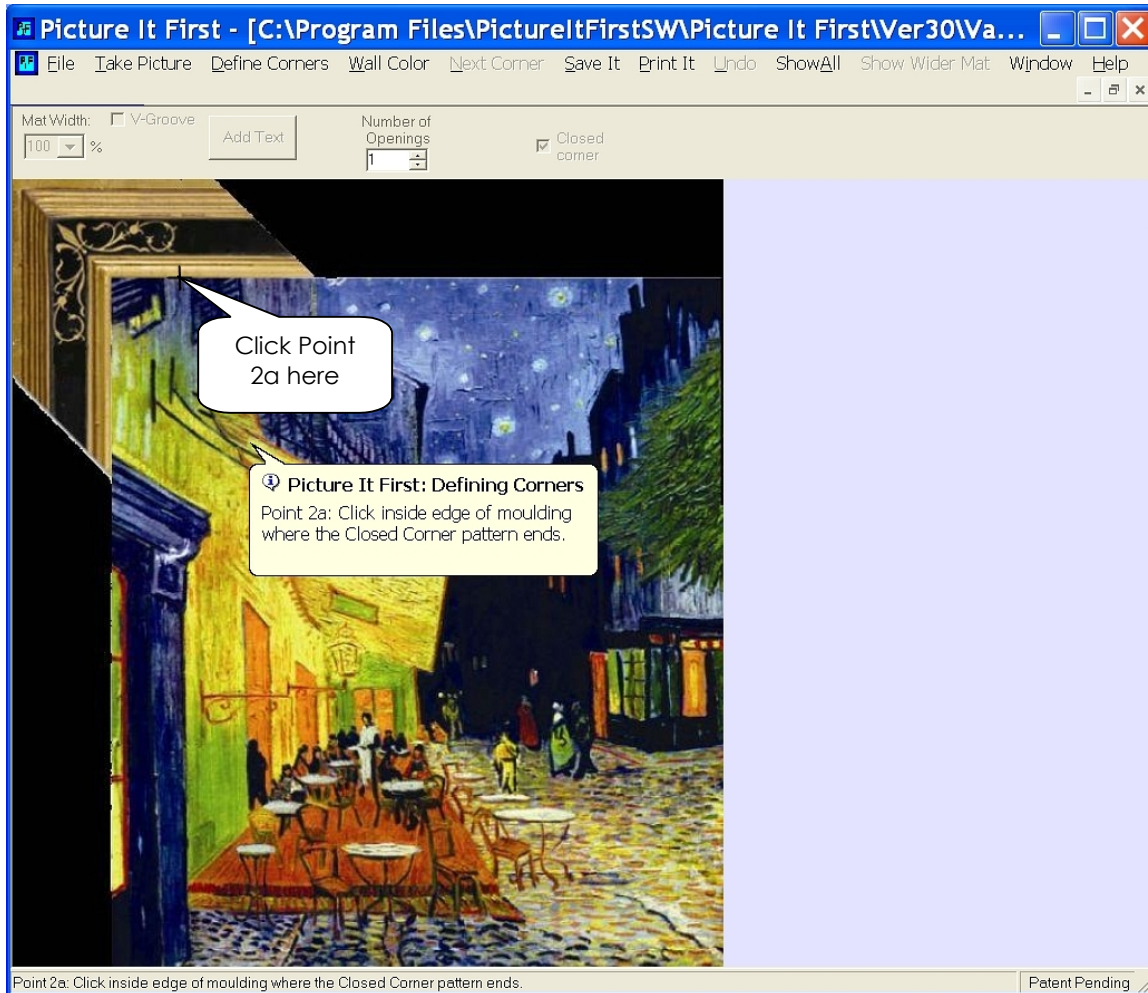 Picture It First - [C:\Program Files\PictureItFirstSW\Picture It First\Ver30\Va...
File Take Picture Define Corners Wall Color Next Corner Save It Print It Undo ShowAll Show Wider Mat Window Help
Mat Width: V-Groove
100 %
Add Text
Number of
Openings
1
Closed
corner
Click Point
2a here
Picture It First: Defining Corners
Point 2a: Click inside edge of moulding
where the Closed Corner pattern ends.
Point 2a: Click inside edge of moulding where the Closed Corner pattern ends.
Patent Pending